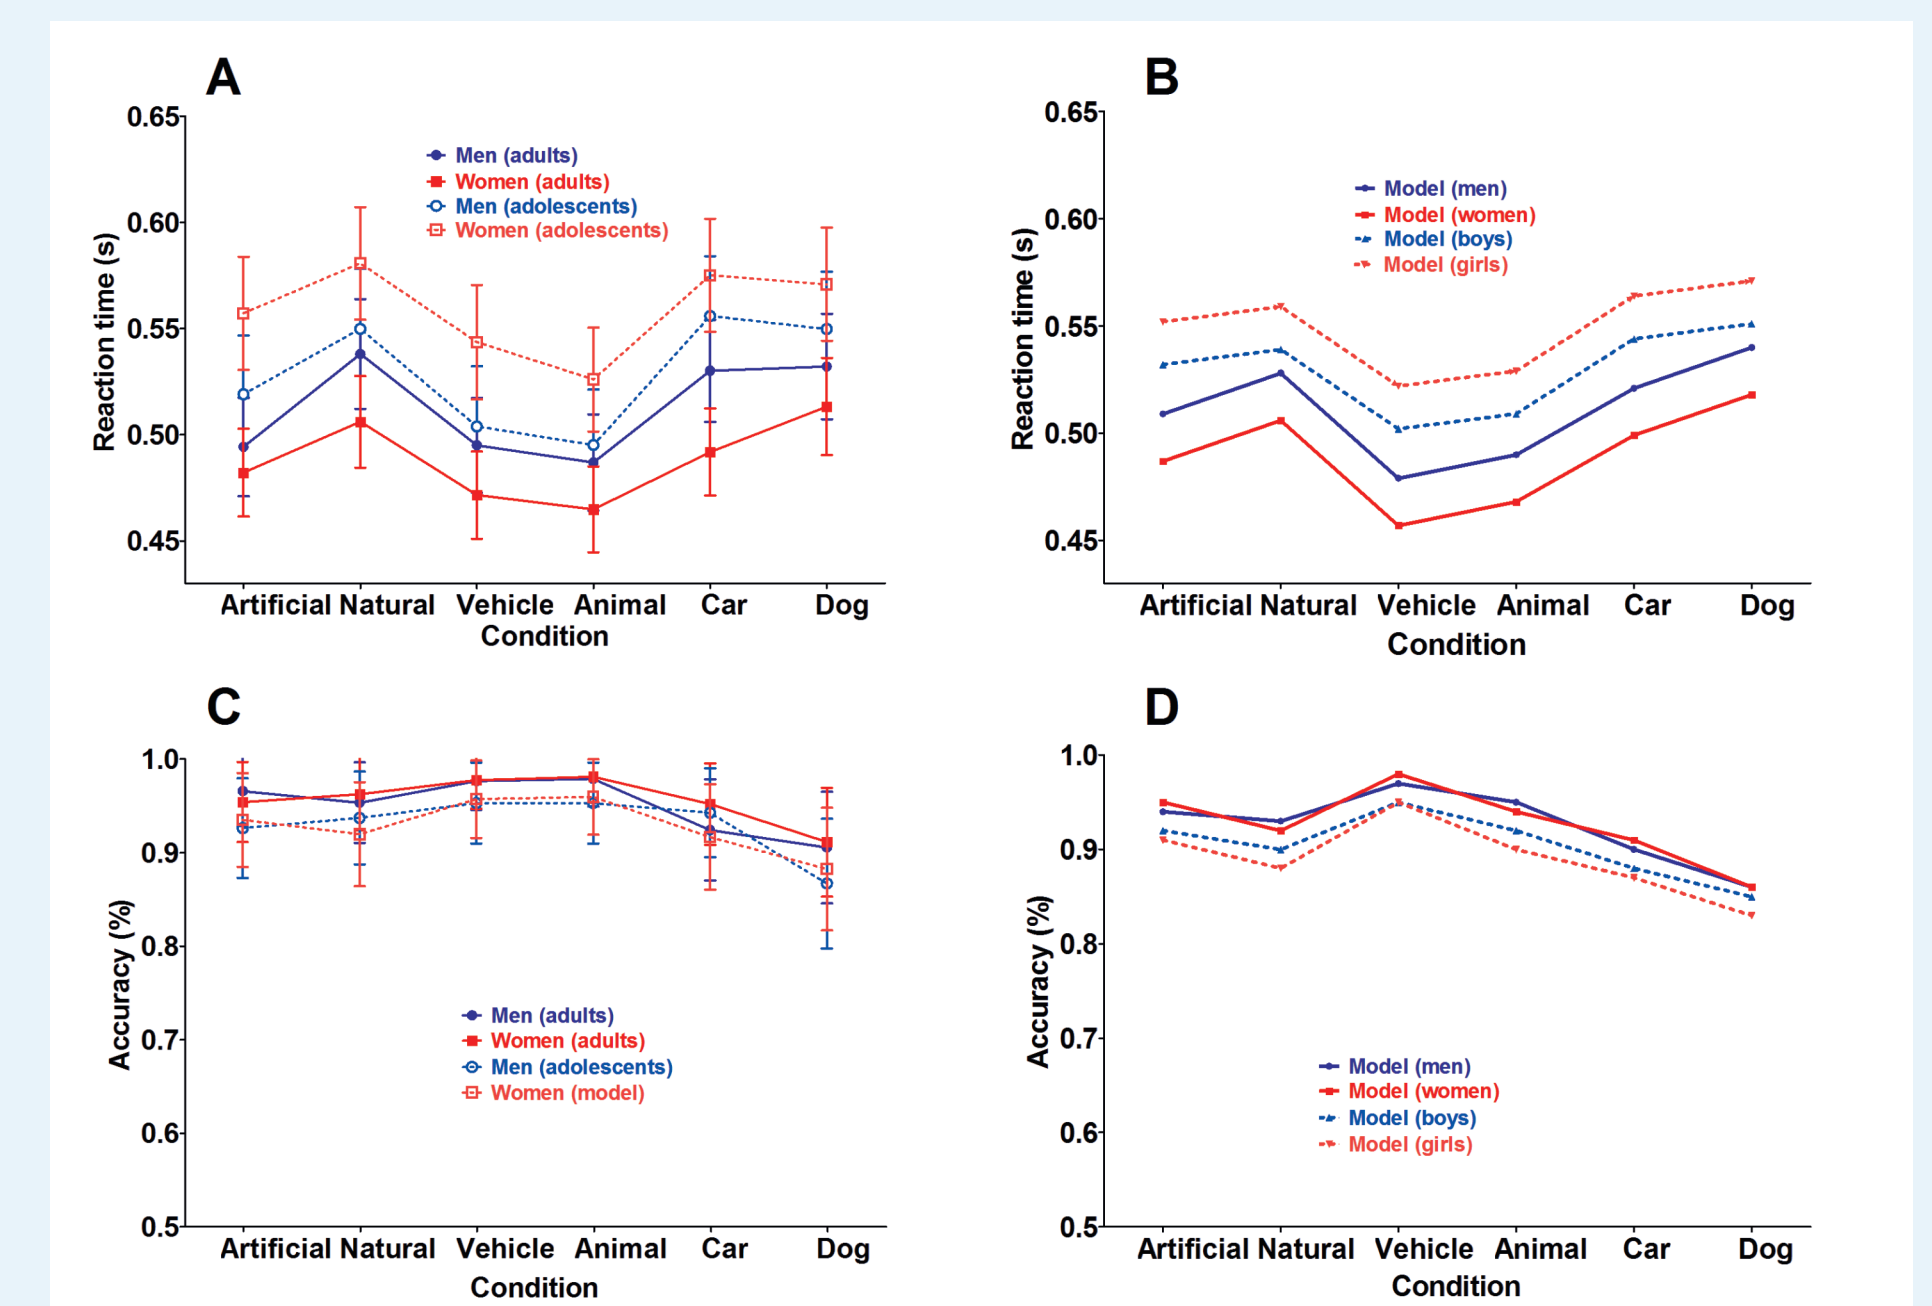 A
0.65
0.60
0.55
0.50
0.45
Reaction time (s)
Men (adults)
Women (adults)
Men (adolescents)
Women (adolescents)
Artificial Natural Vehicle Animal Car Dog
Condition
B
0.65
0.60
0.55
0.50
0.45
Reaction time (s)
Model (men)
Model (women)
Model (boys)
Model (girls)
Artificial Natural Vehicle Animal Car Dog
Condition
C
1.0
0.9
0.8
0.7
0.6
0.5
Accuracy (%)
Men (adults)
Women (adults)
Men (adolescents)
Women (model)
Artificial Natural Vehicle Animal Car Dog
Condition
D
1.0
0.9
0.8
0.7
0.6
0.5
Accuracy (%)
Model (men)
Model (women)
Model (boys)
Model (girls)
Artificial Natural Vehicle Animal Car Dog
Condition